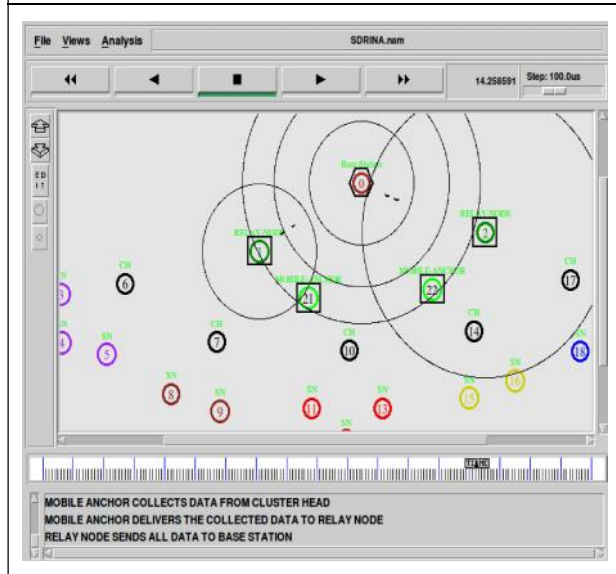 SDRINA.nam
File Views Analysis
14.258591 Step: 100.0us
ED
IT
Base Station
0
RELAY-NODE
1
RELAY-NODE
2
MOBILE-ANCHOR
21
MOBILE-ANCHOR
22
CH
6
CH
17
SN
3
CH
14
SN
4
SN
5
CH
7
CH
10
SN
18
SN
8
SN
9
SN
11
SN
13
SN
15
SN
16
TIME
MOBILE ANCHOR COLLECTS DATA FROM CLUSTER HEAD
MOBILE ANCHOR DELIVERS THE COLLECTED DATA TO RELAY NODE
RELAY NODE SENDS ALL DATA TO BASE STATION